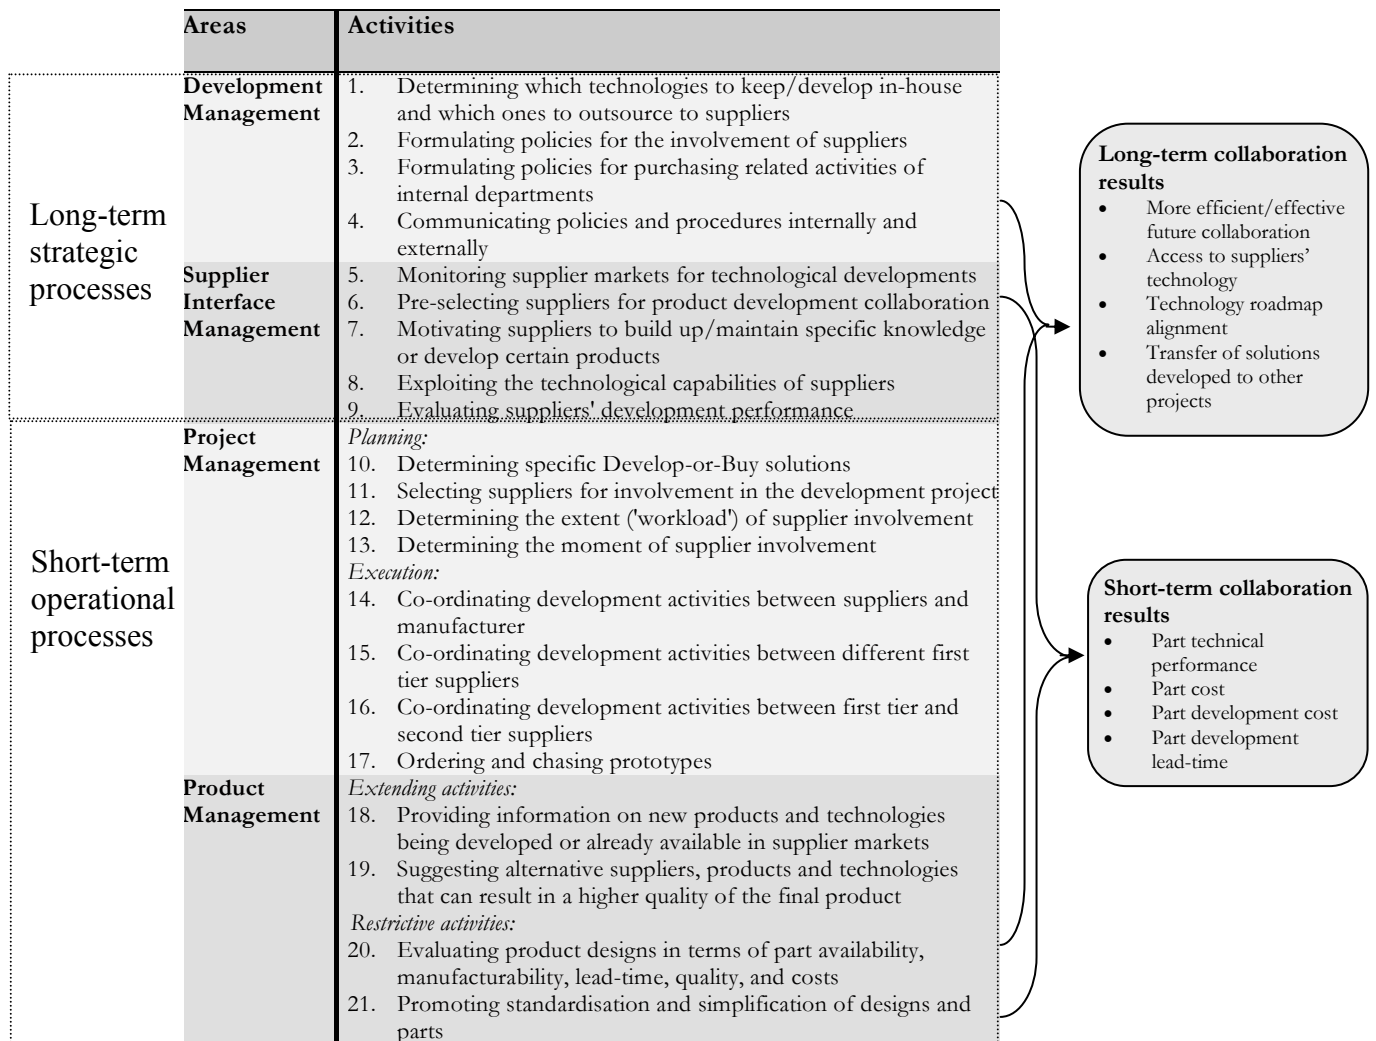 Areas
Activities
Long-term
strategic
processes
Development
Management
1. Determining which technologies to keep/develop in-house
and which ones to outsource to suppliers
2. Formulating policies for the involvement of suppliers
3. Formulating policies for purchasing related activities of
internal departments
4. Communicating policies and procedures internally and
externally
Supplier
Interface
Management
5. Monitoring supplier markets for technological developments
6. Pre-selecting suppliers for product development collaboration
7. Motivating suppliers to build up/maintain specific knowledge
or develop certain products
8. Exploiting the technological capabilities of suppliers
9. Evaluating suppliers' development performance
Short-term
operational
processes
Project
Management
Planning:
10. Determining specific Develop-or-Buy solutions
11. Selecting suppliers for involvement in the development project
12. Determining the extent ('workload') of supplier involvement
13. Determining the moment of supplier involvement
Execution:
14. Co-ordinating development activities between suppliers and
manufacturer
15. Co-ordinating development activities between different first
tier suppliers
16. Co-ordinating development activities between first tier and
second tier suppliers
17. Ordering and chasing prototypes
Product
Management
Extending activities:
18. Providing information on new products and technologies
being developed or already available in supplier markets
19. Suggesting alternative suppliers, products and technologies
that can result in a higher quality of the final product
Restrictive activities:
20. Evaluating product designs in terms of part availability,
manufacturability, lead-time, quality, and costs
21. Promoting standardisation and simplification of designs and
parts
Long-term collaboration
results
• More efficient/effective
future collaboration
• Access to suppliers'
technology
• Technology roadmap
alignment
• Transfer of solutions
developed to other
projects
Short-term collaboration
results
• Part technical
performance
• Part cost
• Part development cost
• Part development
lead-time